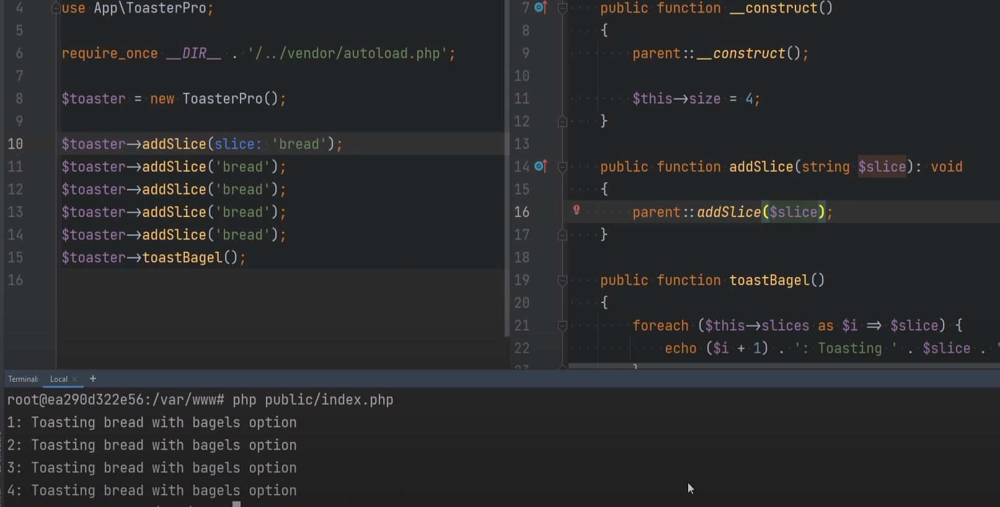 4 use App\ToasterPro;
5
6 require_once __DIR__ . '/../vendor/autoload.php';
7
8 $toaster = new ToasterPro();
9
10 $toaster->addSlice(slice: 'bread');
11 $toaster->addSlice('bread');
12 $toaster->addSlice('bread');
13 $toaster->addSlice('bread');
14 $toaster->addSlice('bread');
15 $toaster->toastBagel();
16
7 public function __construct()
8 {
9 parent::__construct();
10
11 $this->size = 4;
12 }
13
14 public function addSlice(string $slice): void
15 {
16 parent::addSlice($slice);
17 }
18
19 public function toastBagel()
20 {
21 foreach ($this->slices as $i => $slice) {
22 echo ($i + 1) . ': Toasting ' . $slice . '
23 }
Terminal: Local × +
root@ea290d322e56:/var/www# php public/index.php
1: Toasting bread with bagels option
2: Toasting bread with bagels option
3: Toasting bread with bagels option
4: Toasting bread with bagels option